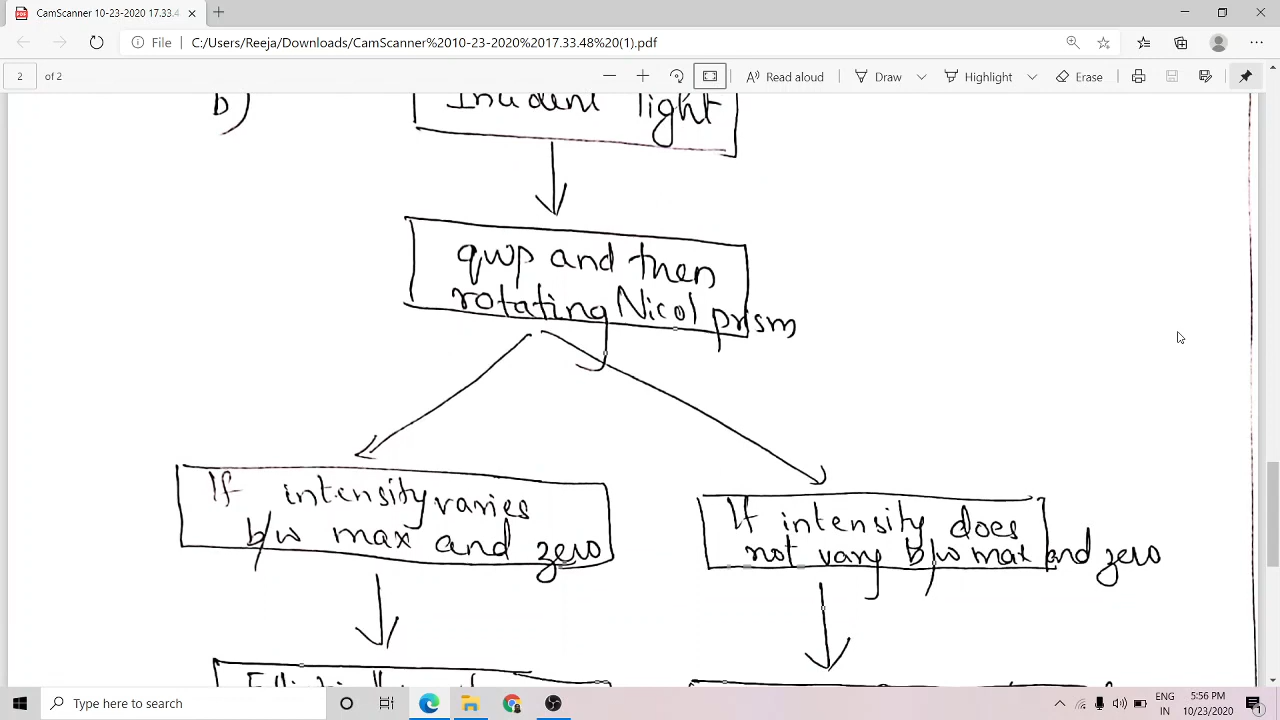 CamScanner 10-23-2020 17.33.4
File C:/Users/Reeja/Downloads/CamScanner%2010-23-2020%2017.33.48%20(1).pdf
2 of 2 Read aloud Draw Highlight Erase
b) Incident light
qwp and then
rotating Nicol prism
If intensity varies
b/w max and zero
If intensity does
not vary b/w max and zero
Type here to search
ENG 5:56 PM
IN 10/23/2020